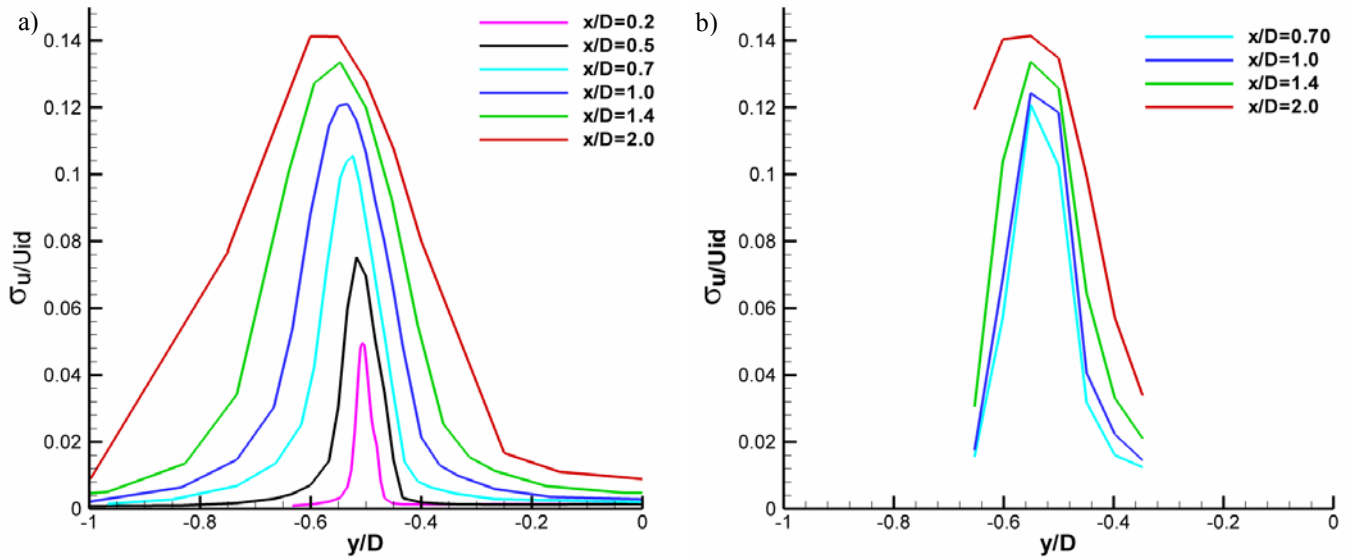 a)
x/D=0.2
x/D=0.5
x/D=0.7
x/D=1.0
x/D=1.4
x/D=2.0
0.14
0.12
0.1
0.08
0.06
0.04
0.02
0
σu/Uid
-1
-0.8
-0.6
-0.4
-0.2
0
y/D
b)
x/D=0.70
x/D=1.0
x/D=1.4
x/D=2.0
0.14
0.12
0.1
0.08
0.06
0.04
0.02
0
σu/Uid
-1
-0.8
-0.6
-0.4
-0.2
0
y/D